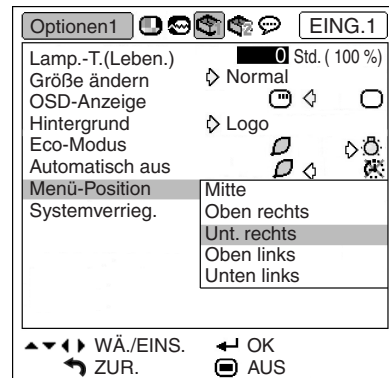 Optionen1 ING.1
Lamp.-T.(Leben.) 0 Std. ( 100 %)
Größe ändern Normal
OSD-Anzeige
Hintergrund Logo
Eco-Modus
Automatisch aus
Menü-Position Mitte
Systemverrieg. Oben rechts
Unt. rechts
Oben links
Unten links
WÄ./EINS. OK
ZUR. AUS